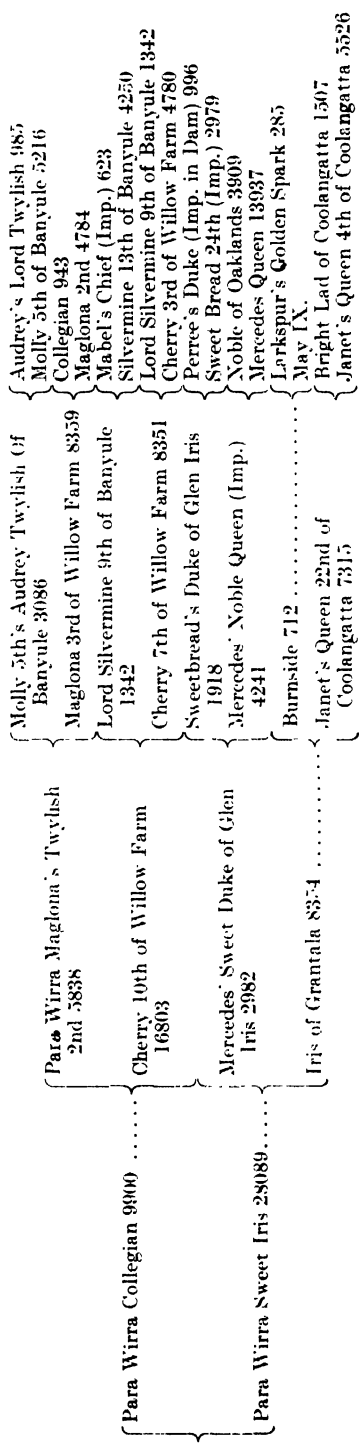 Para Wirra Collegian 9900 ......
Para Wirra Sweet Iris 28089.....
Para Wirra Maglona's Twylish
2nd 5838
Cherry 10th of Willow Farm
16803
Mercedes' Sweet Duke of Glen
Iris 2982
Iris of Grantala 8354 ..........
Molly 5th's Audrey Twylish Of
Banyule 3086
Maglona 3rd of Willow Farm 8359
Lord Silvermine 9th of Banyule
1342
Cherry 7th of Willow Farm 8351
Sweetbread's Duke of Glen Iris
1918
Mercedes' Noble Queen (Imp.)
4241
Burnside 712 ..................
Janet's Queen 22nd of
Coolangatta 7315
Audrey's Lord Twylish 985
Molly 5th of Banyule 5216
Collegian 943
Maglona 2nd 4784
Mabel's Chief (Imp.) 623
Silvermine 13th of Banyule 4250
Lord Silvermine 9th of Banyule 1342
Cherry 3rd of Willow Farm 4780
Perree's Duke (Imp. in Dam) 996
Sweet Bread 24th (Imp.) 2979
Noble of Oaklands 3909
Mercedes Queen 13937
Larkspur's Golden Spark 285
May IX.
Bright Lad of Coolangatta 1507
Janet's Queen 4th of Coolangatta 5526